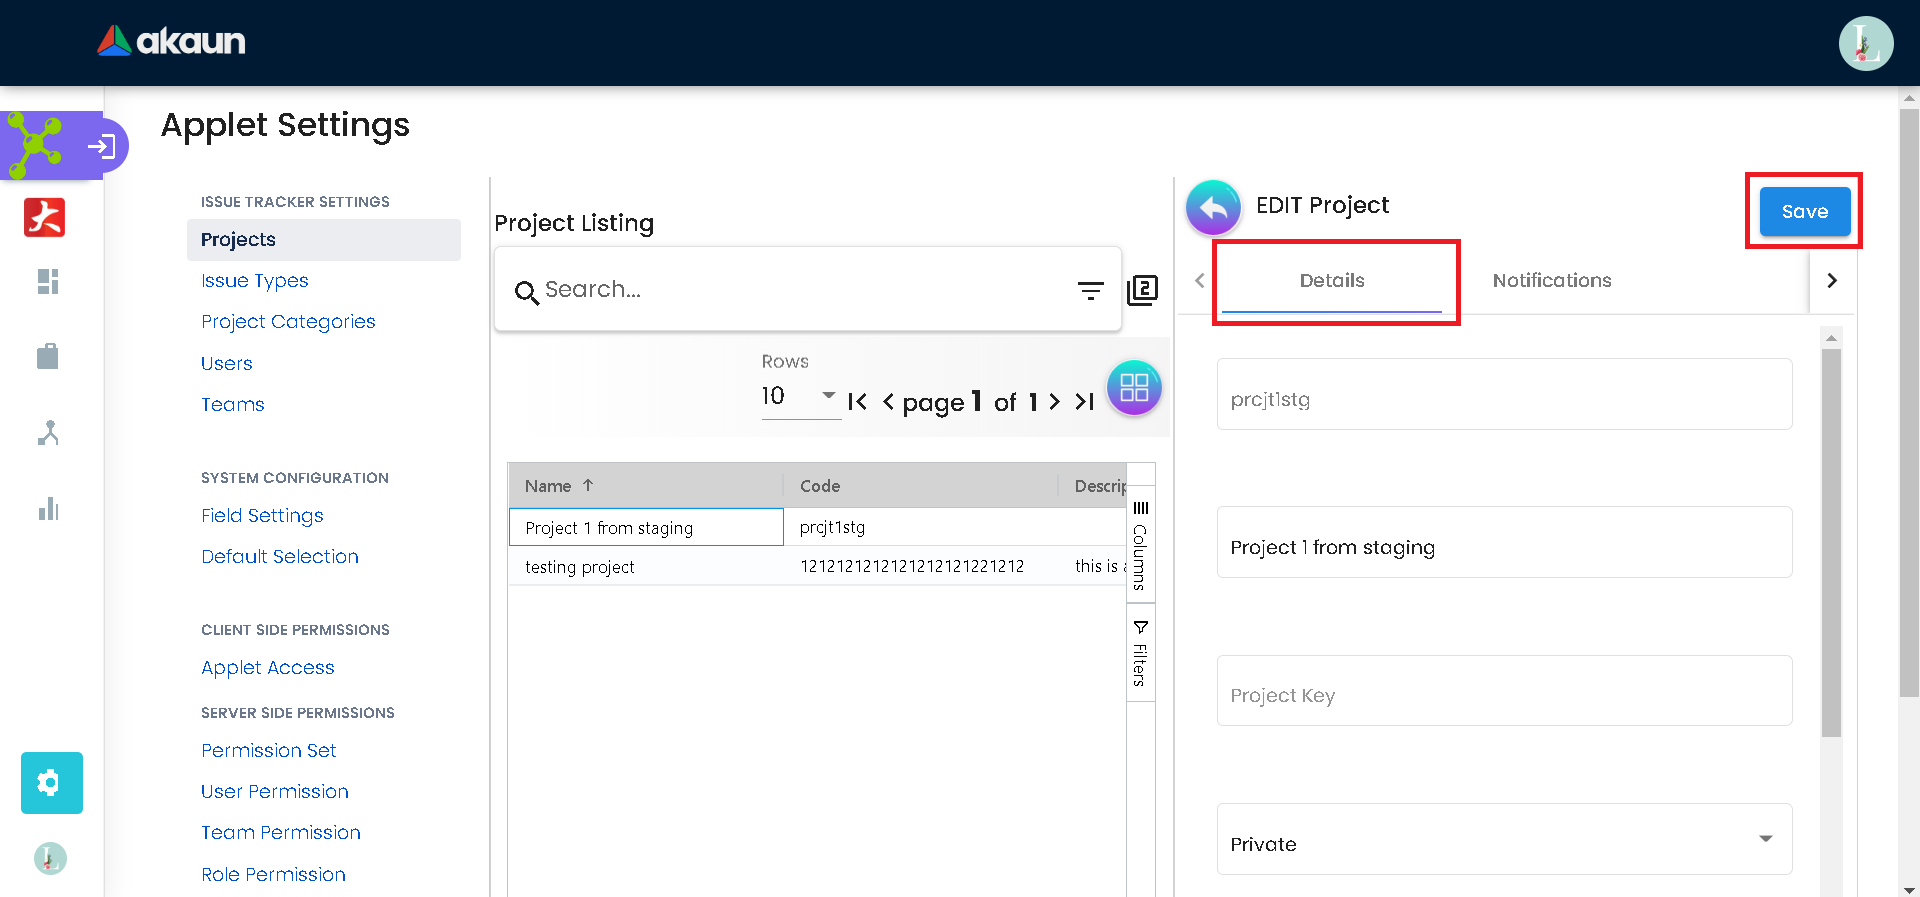 akaun
L
Applet Settings
大
ISSUE TRACKER SETTINGS
Projects
Issue Types
Project Categories
Users
Teams
SYSTEM CONFIGURATION
Field Settings
Default Selection
CLIENT SIDE PERMISSIONS
Applet Access
SERVER SIDE PERMISSIONS
Permission Set
User Permission
Team Permission
Role Permission
L
Project Listing
Search...
2
Rows
10
page 1 of 1
Name Code Descrip
Project 1 from staging prcjt1stg
testing project 1212121212121212121221212 this is a
Columns
Filters
EDIT Project
Save
Details Notifications
prcjt1stg
Project 1 from staging
Project Key
Private